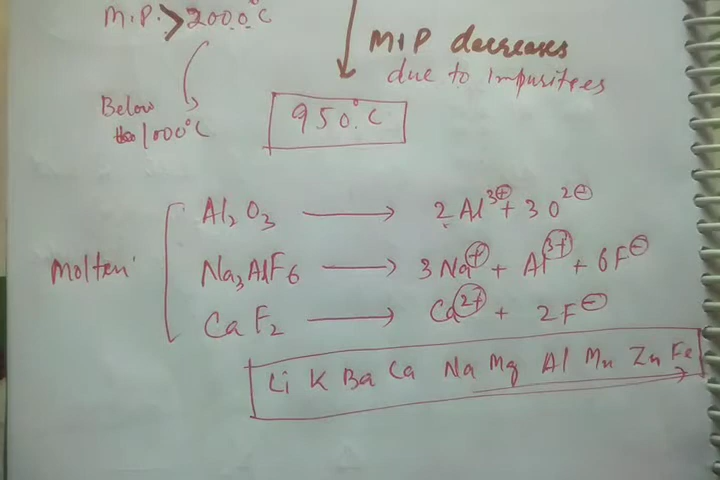 M.P. > 2000°C
M.P decreases
due to impurities
Below
1000°C
950°C
Molten
Al₂O₃ ⟶ 2Al³⁺ + 3O²⁻
Na₃AlF₆ ⟶ 3Na⁺ + Al³⁺ + 6F⁻
CaF₂ ⟶ Ca²⁺ + 2F⁻
Li K Ba Ca Na Mg Al Mn Zn Fe